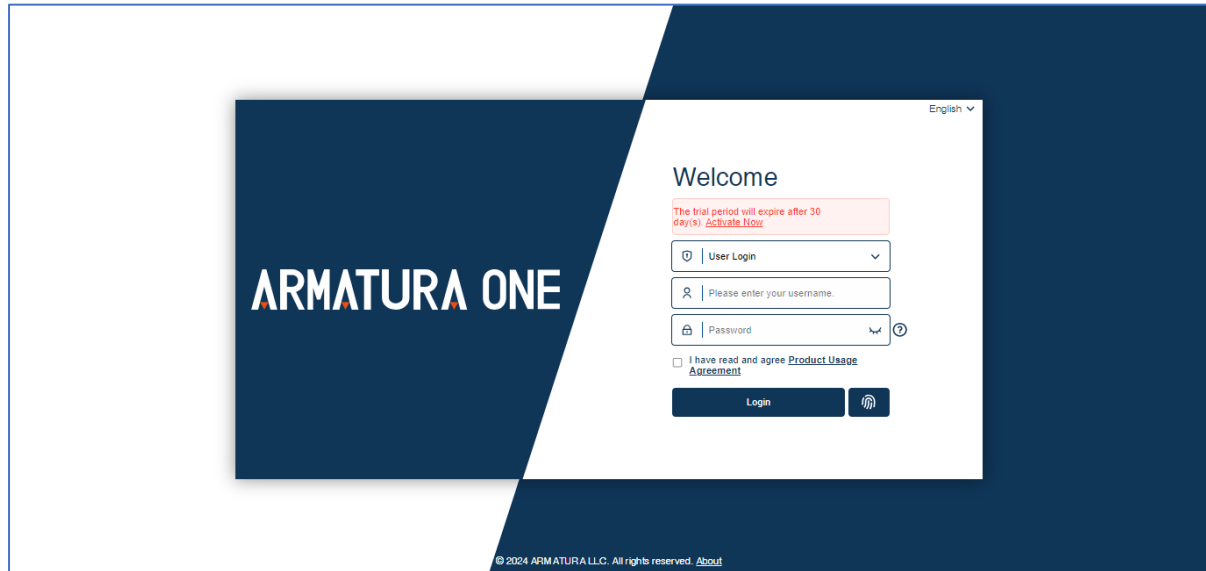 English
Welcome
The trial period will expire after 30
day(s). Activate Now
User Login
ARMATURA ONE
Please enter your username.
Password
?
I have read and agree Product Usage
Agreement
Login
© 2024 ARMATURA LLC. All rights reserved. About